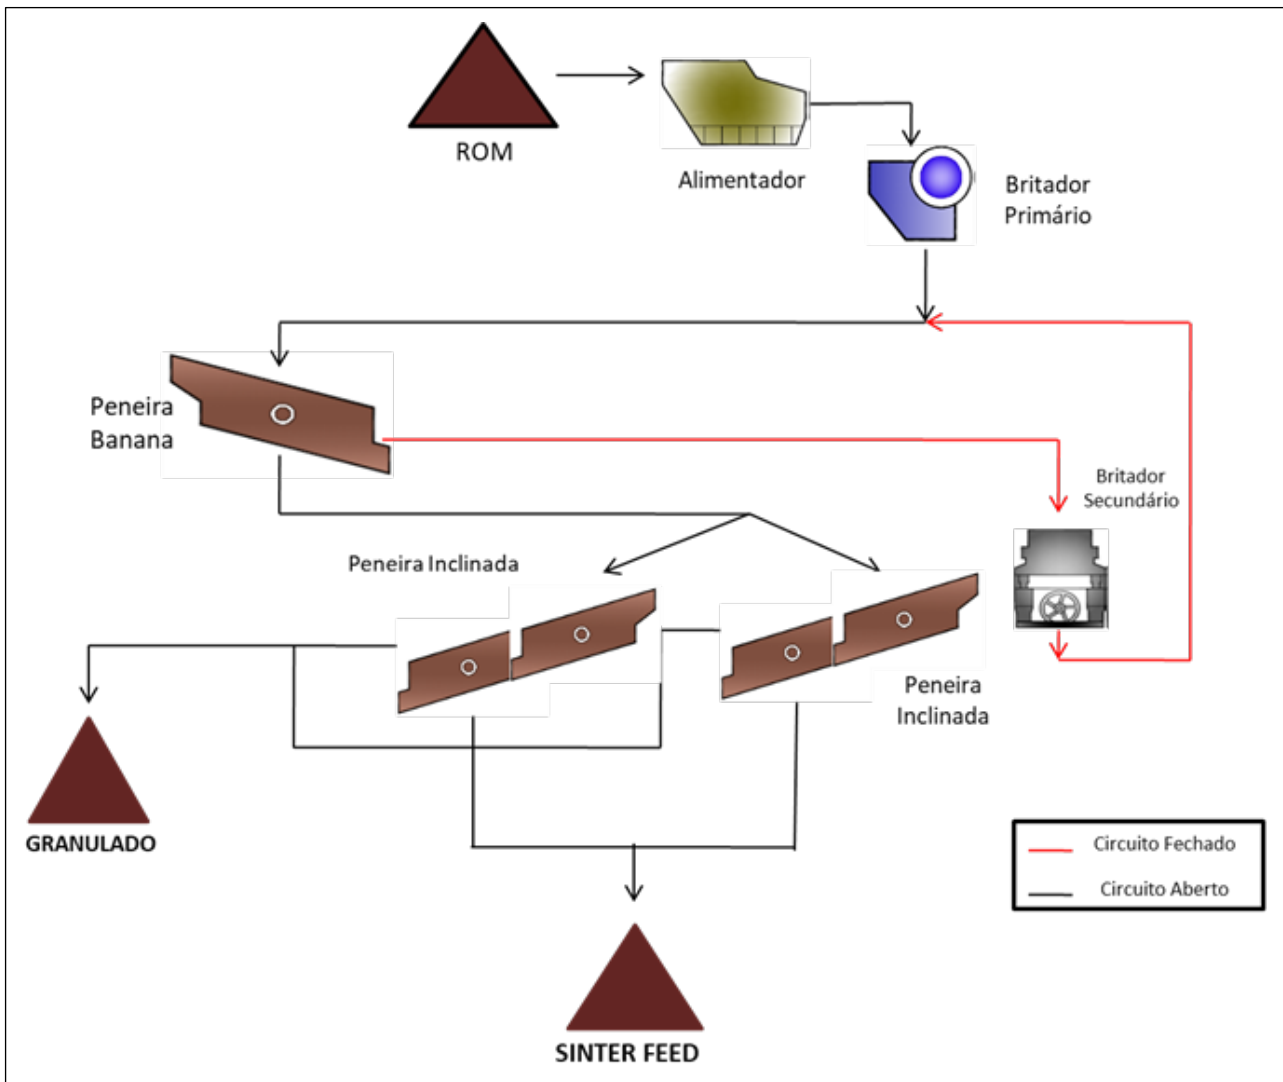 ROM
Alimentador
Britador
Primário
Peneira
Banana
Britador
Secundário
Peneira Inclinada
Peneira
Inclinada
GRANULADO
Circuito Fechado
Circuito Aberto
SINTER FEED